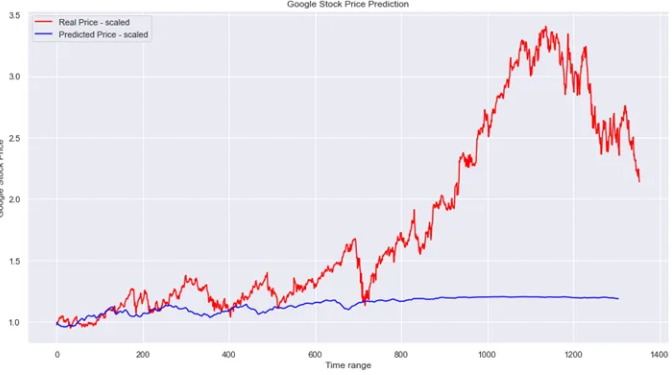 Google Stock Price Prediction
Real Price - scaled
Predicted Price - scaled
3.5
3.0
2.5
2.0
1.5
1.0
Google Stock Price
0
200
400
600
800
1000
1200
1400
Time range